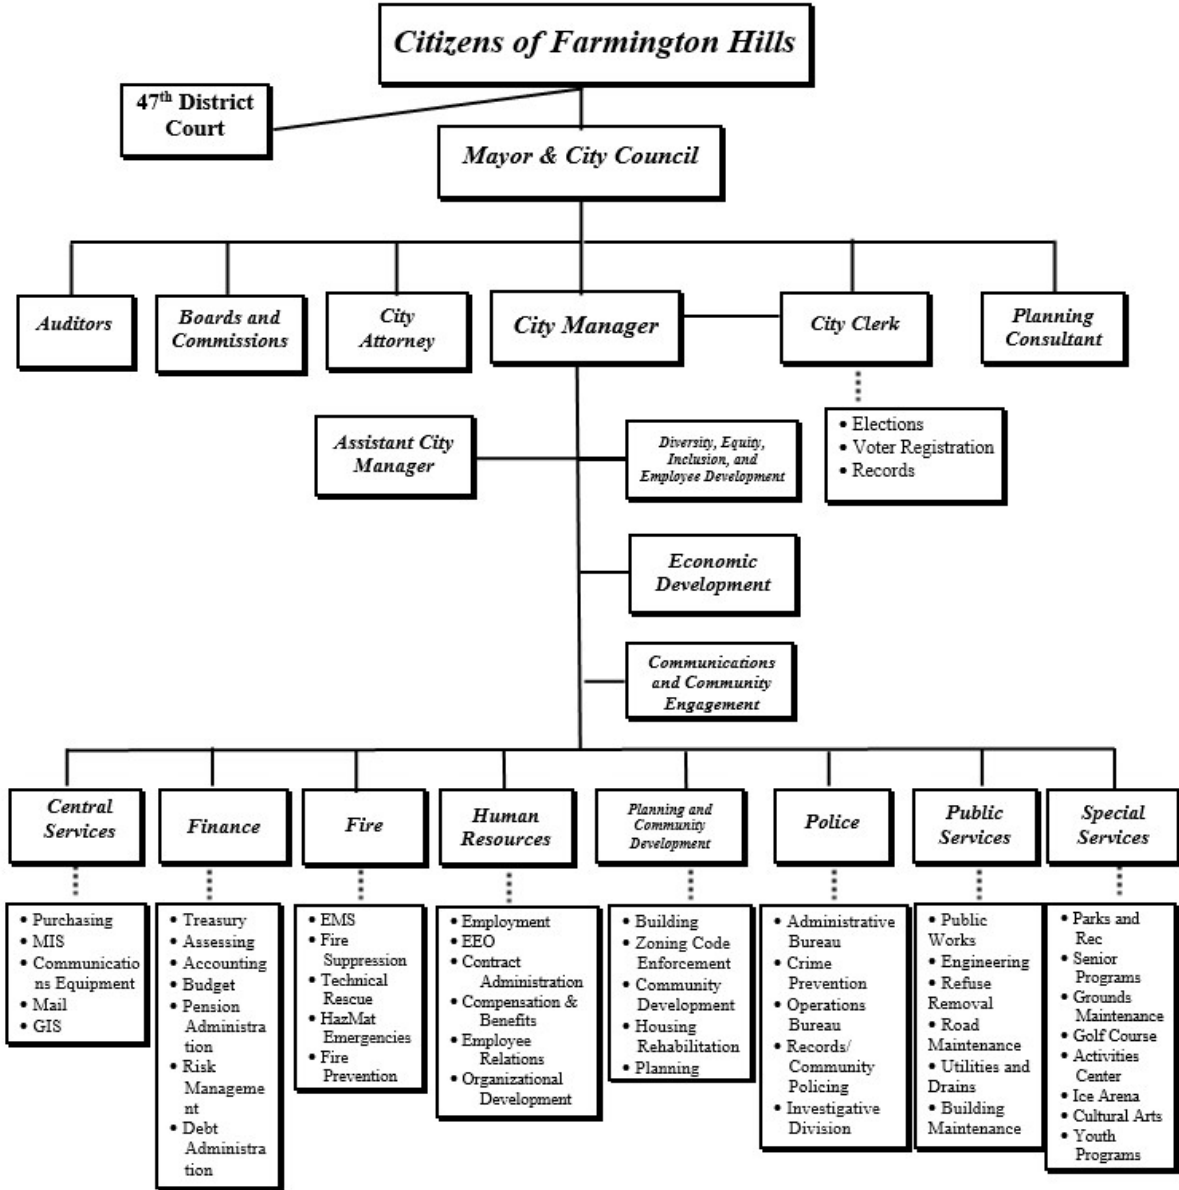 Citizens of Farmington Hills
47th District
Court
Mayor & City Council
Auditors
Boards and
Commissions
City
Attorney
City Manager
City Clerk
Planning
Consultant
• Elections
• Voter Registration
• Records
Assistant City
Manager
Diversity, Equity,
Inclusion, and
Employee Development
Economic
Development
Communications
and Community
Engagement
Central
Services
Finance
Fire
Human
Resources
Planning and
Community
Development
Police
Public
Services
Special
Services
• Purchasing
• MIS
• Communicatio
ns Equipment
• Mail
• GIS
• Treasury
• Assessing
• Accounting
• Budget
• Pension
Administra
tion
• Risk
Manageme
nt
• Debt
Administra
tion
• EMS
• Fire
Suppression
• Technical
Rescue
• HazMat
Emergencies
• Fire
Prevention
• Employment
• EEO
• Contract
Administration
• Compensation &
Benefits
• Employee
Relations
• Organizational
Development
• Building
• Zoning Code
Enforcement
• Community
Development
• Housing
Rehabilitation
• Planning
• Administrative
Bureau
• Crime
Prevention
• Operations
Bureau
• Records/
Community
Policing
• Investigative
Division
• Public
Works
• Engineering
• Refuse
Removal
• Road
Maintenance
• Utilities and
Drains
• Building
Maintenance
• Parks and
Rec
• Senior
Programs
• Grounds
Maintenance
• Golf Course
• Activities
Center
• Ice Arena
• Cultural Arts
• Youth
Programs